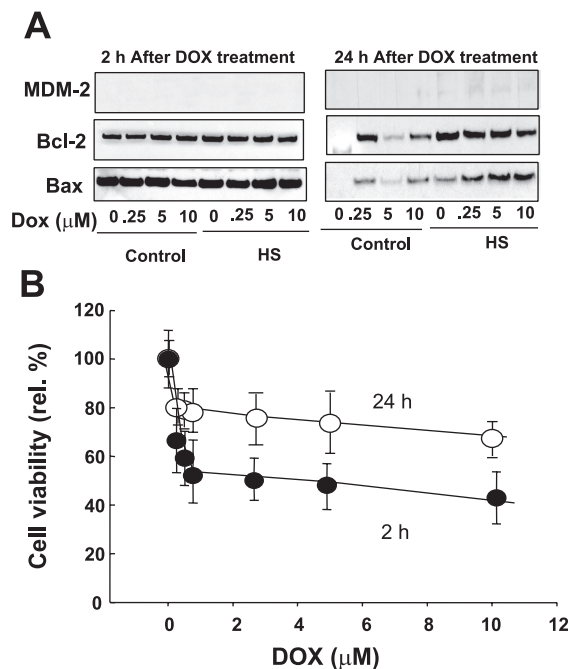 A
2 h After DOX treatment
24 h After DOX treatment
MDM-2
Bcl-2
Bax
Dox (μM) 0 .25 5 10 0 .25 5 10 0 .25 5 10 0 .25 5 10
Control HS Control HS
B
Cell viability (rel. %)
120
100
80
60
40
20
0
24 h
2 h
0 2 4 6 8 10 12
DOX (μM)